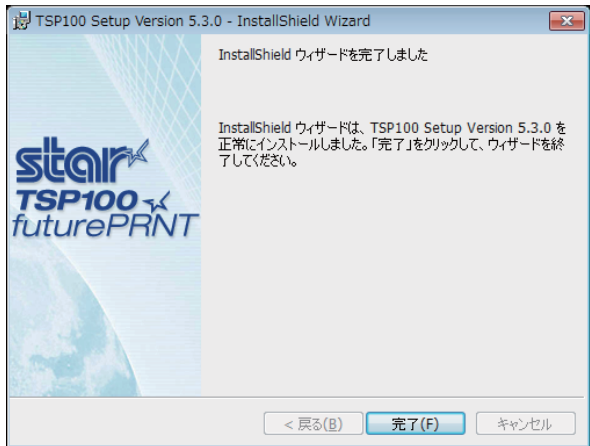 TSP100 Setup Version 5.3.0 - InstallShield Wizard
InstallShield ウィザードを完了しました
InstallShield ウィザードは、TSP100 Setup Version 5.3.0 を
正常にインストールしました。「完了」をクリックして、ウィザードを終
了してください。
star
TSP100
futurePRNT
< 戻る(B)
完了(F)
キャンセル